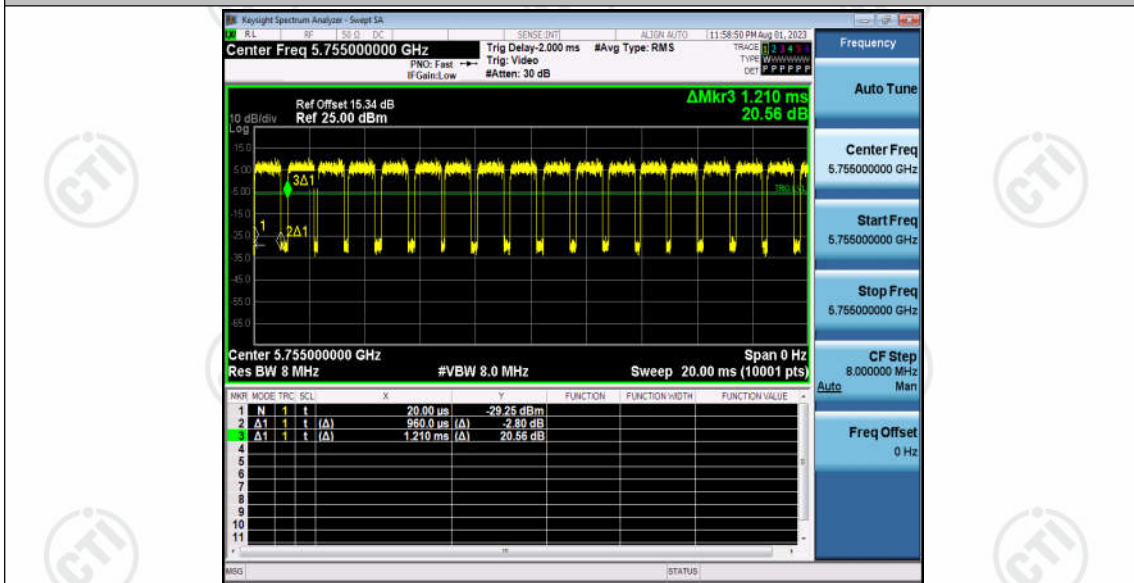 Keysight Spectrum Analyzer - Swept SA
RL RF 50 Ω DC SENSE:INT ALIGN AUTO 11:58:50 PM Aug 01, 2023
Center Freq 5.755000000 GHz
Trig Delay-2.000 ms #Avg Type: RMS
TRACE 1 2 3 4 5 6
PNO: Fast Trig: Video
TYPE W
IFGain:Low #Atten: 30 dB
DET P P P P P P
Frequency
Auto Tune
Center Freq
5.755000000 GHz
Start Freq
5.755000000 GHz
Stop Freq
5.755000000 GHz
CF Step
8.000000 MHz
Auto Man
Freq Offset
0 Hz
ΔMkr3 1.210 ms
20.56 dB
Ref Offset 15.34 dB
10 dB/div Ref 25.00 dBm
Log
15.0
5.00
-5.00
-15.0
-25.0
-35.0
-45.0
-55.0
-65.0
3Δ1
1
2Δ1
Center 5.755000000 GHz Span 0 Hz
Res BW 8 MHz #VBW 8.0 MHz Sweep 20.00 ms (10001 pts)
MKR MODE TRC SCL X Y FUNCTION FUNCTION WIDTH FUNCTION VALUE
1 N 1 t 20.00 µs -29.25 dBm
2 Δ1 1 t (Δ) 960.0 µs (Δ) -2.80 dB
3 Δ1 1 t (Δ) 1.210 ms (Δ) 20.56 dB
4
5
6
7
8
9
10
11
MSG STATUS
CTI
CTI
CTI
CTI